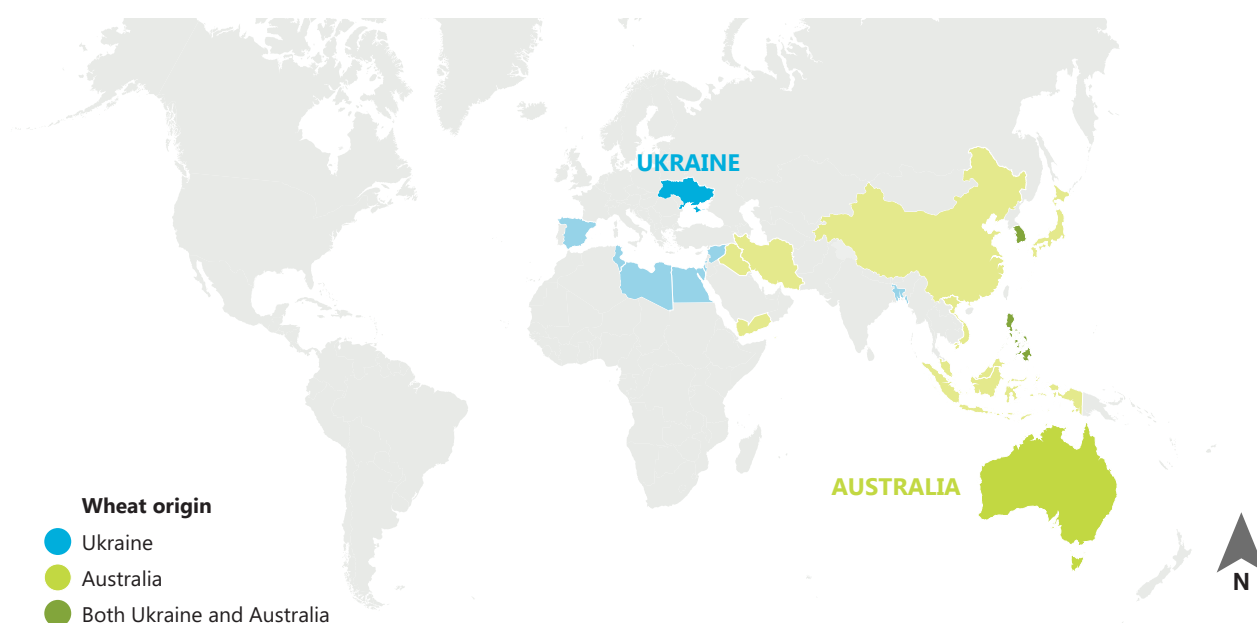 UKRAINE
AUSTRALIA
Wheat origin
Ukraine
Australia
Both Ukraine and Australia
N